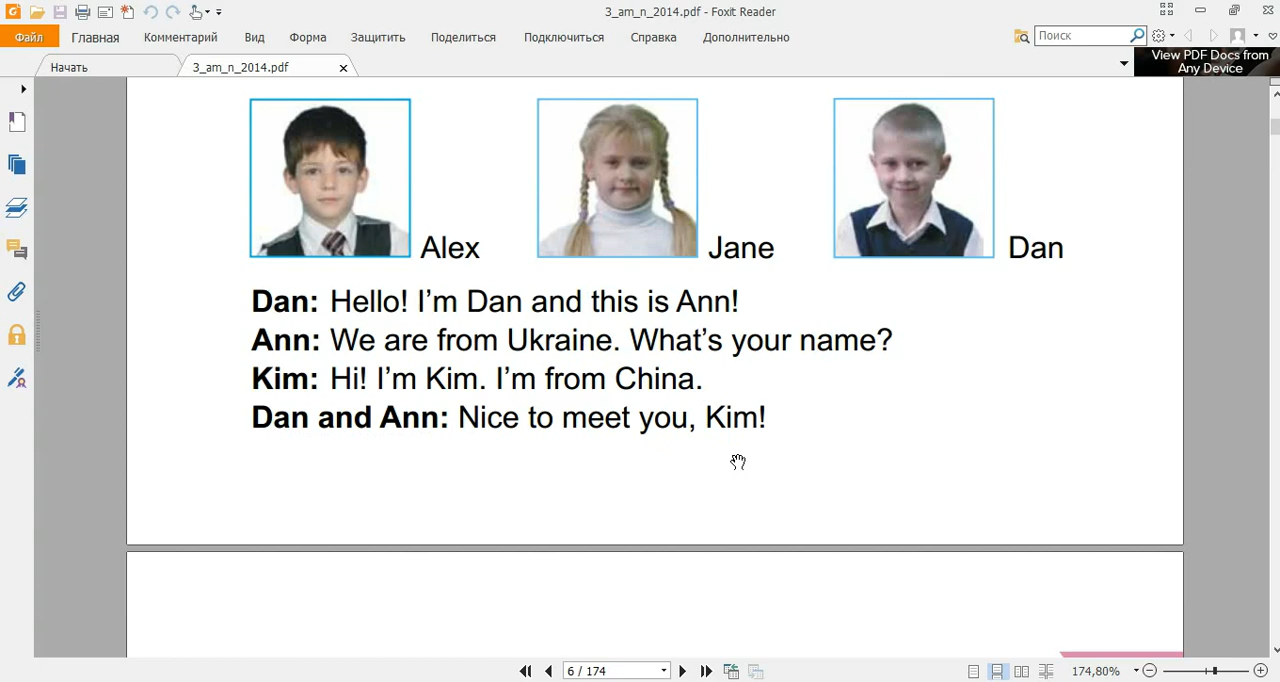 3_am_n_2014.pdf - Foxit Reader
Файл Главная Комментарий Вид Форма Защитить Поделиться Подключиться Справка Дополнительно
Поиск
Начать 3_am_n_2014.pdf
View PDF Docs from
Any Device
Alex Jane Dan
Dan: Hello! I'm Dan and this is Ann!
Ann: We are from Ukraine. What's your name?
Kim: Hi! I'm Kim. I'm from China.
Dan and Ann: Nice to meet you, Kim!
6 / 174
174,80%